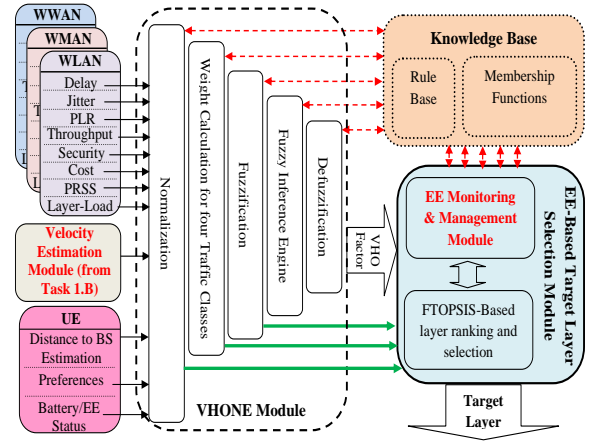 WWAN
WMAN
WLAN
Delay
Jitter
PLR
Throughput
Security
Cost
PRSS
Layer-Load
Velocity
Estimation
Module (from
Task 1.B)
UE
Distance to BS
Estimation
Preferences
Battery/EE
Status
Normalization
Weight Calculation for four Traffic Classes
Fuzzification
Fuzzy Inference Engine
Defuzzification
VHONE Module
VHO
Factor
Knowledge Base
Rule
Base
Membership
Functions
EE Monitoring
& Management
Module
FTOPSIS-Based
layer ranking and
selection
EE-Based Target Layer
Selection Module
Target
Layer